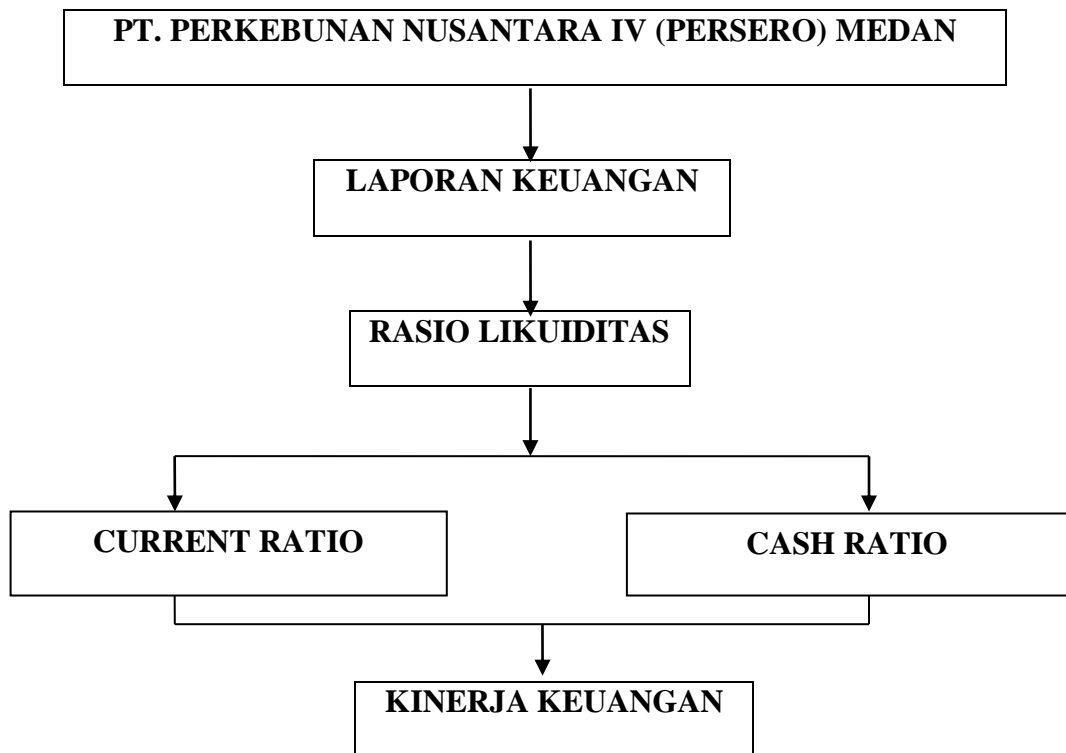 PT. PERKEBUNAN NUSANTARA IV (PERSERO) MEDAN
LAPORAN KEUANGAN
RASIO LIKUIDITAS
CURRENT RATIO
CASH RATIO
KINERJA KEUANGAN